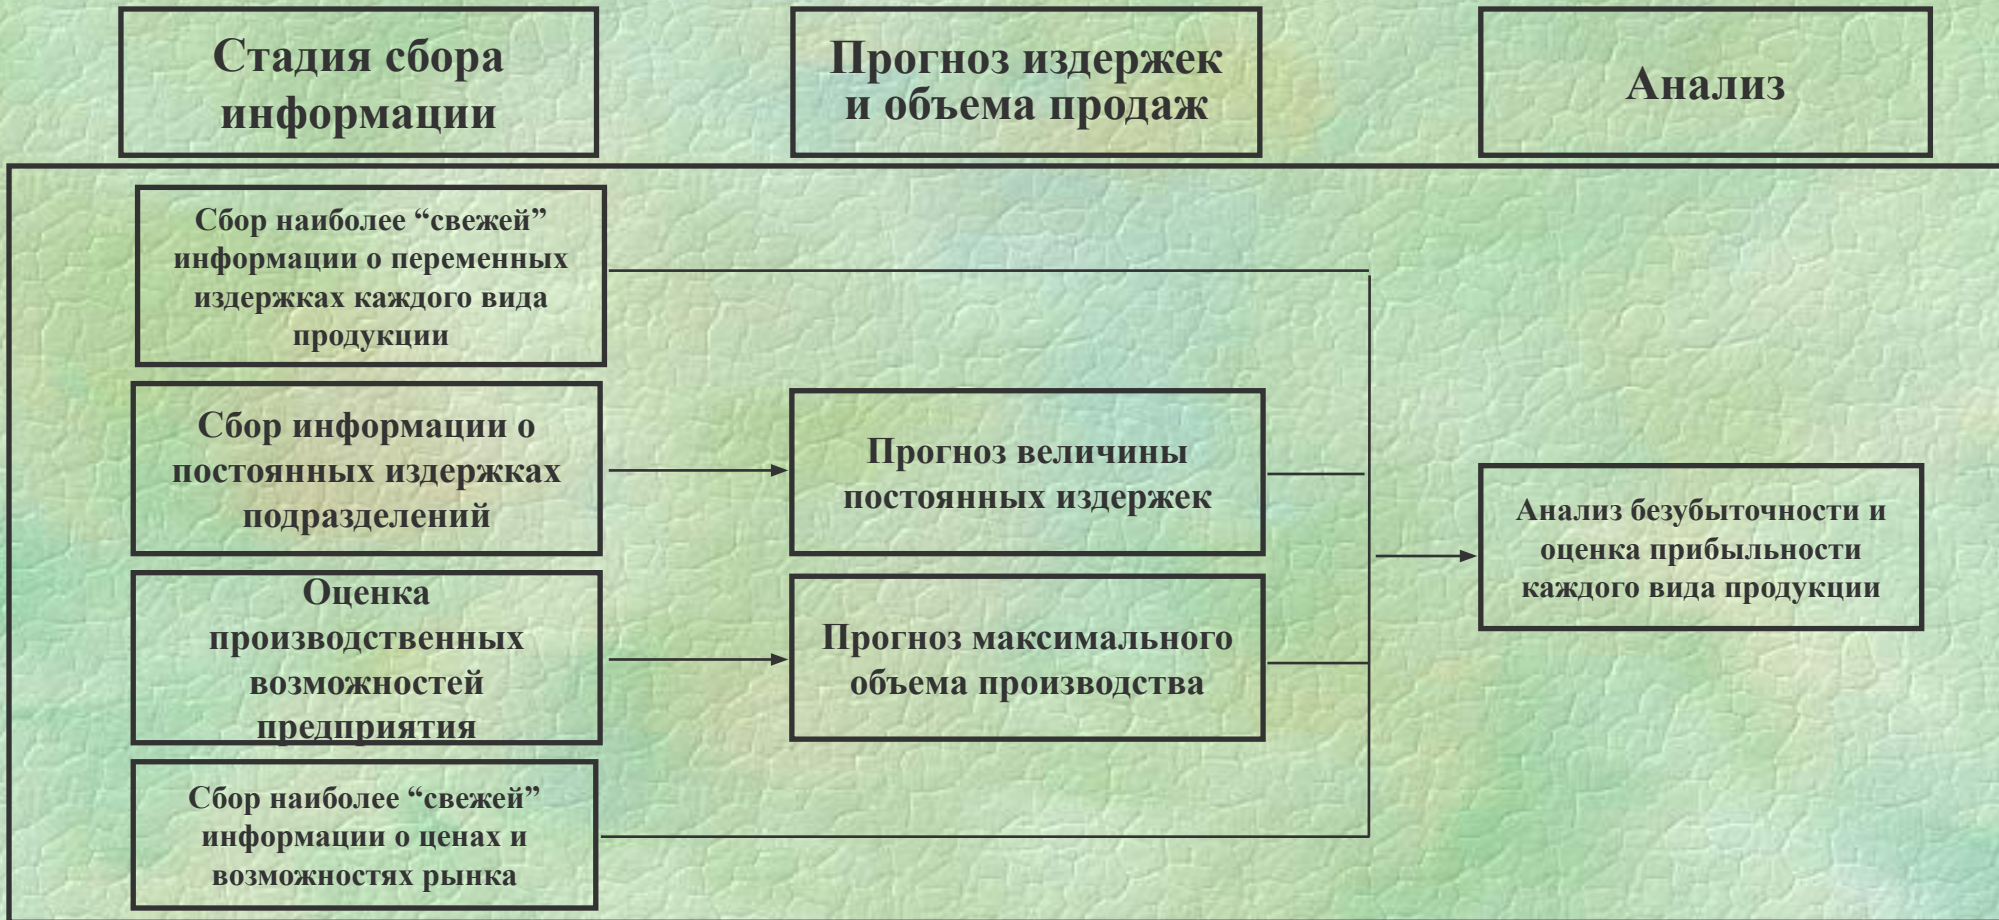 Стадия сбора
информации
Прогноз издержек
и объема продаж
Анализ
Сбор наиболее “свежей”
информации о переменных
издержках каждого вида
продукции
Сбор информации о
постоянных издержках
подразделений
Прогноз величины
постоянных издержек
Оценка
производственных
возможностей
предприятия
Прогноз максимального
объема производства
Сбор наиболее “свежей”
информации о ценах и
возможностях рынка
Анализ безубыточности и
оценка прибыльности
каждого вида продукции